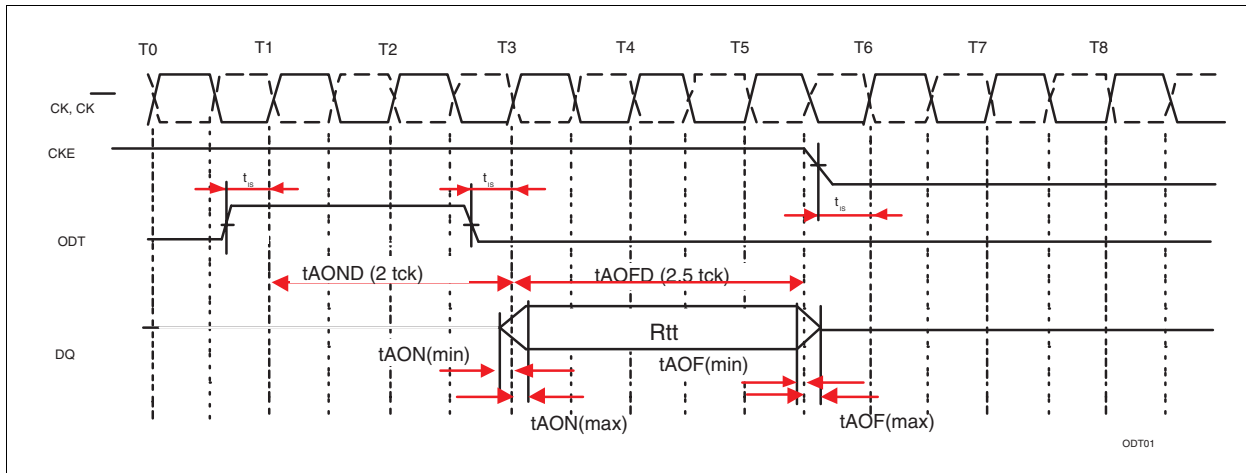 T0 T1 T2 T3 T4 T5 T6 T7 T8
CK, CK
CKE
tIS tIS
tIS
ODT
tAOND (2 tck) tAOFD (2.5 tck)
Rtt
DQ
tAON(min) tAOF(min)
tAON(max) tAOF(max)
ODT01